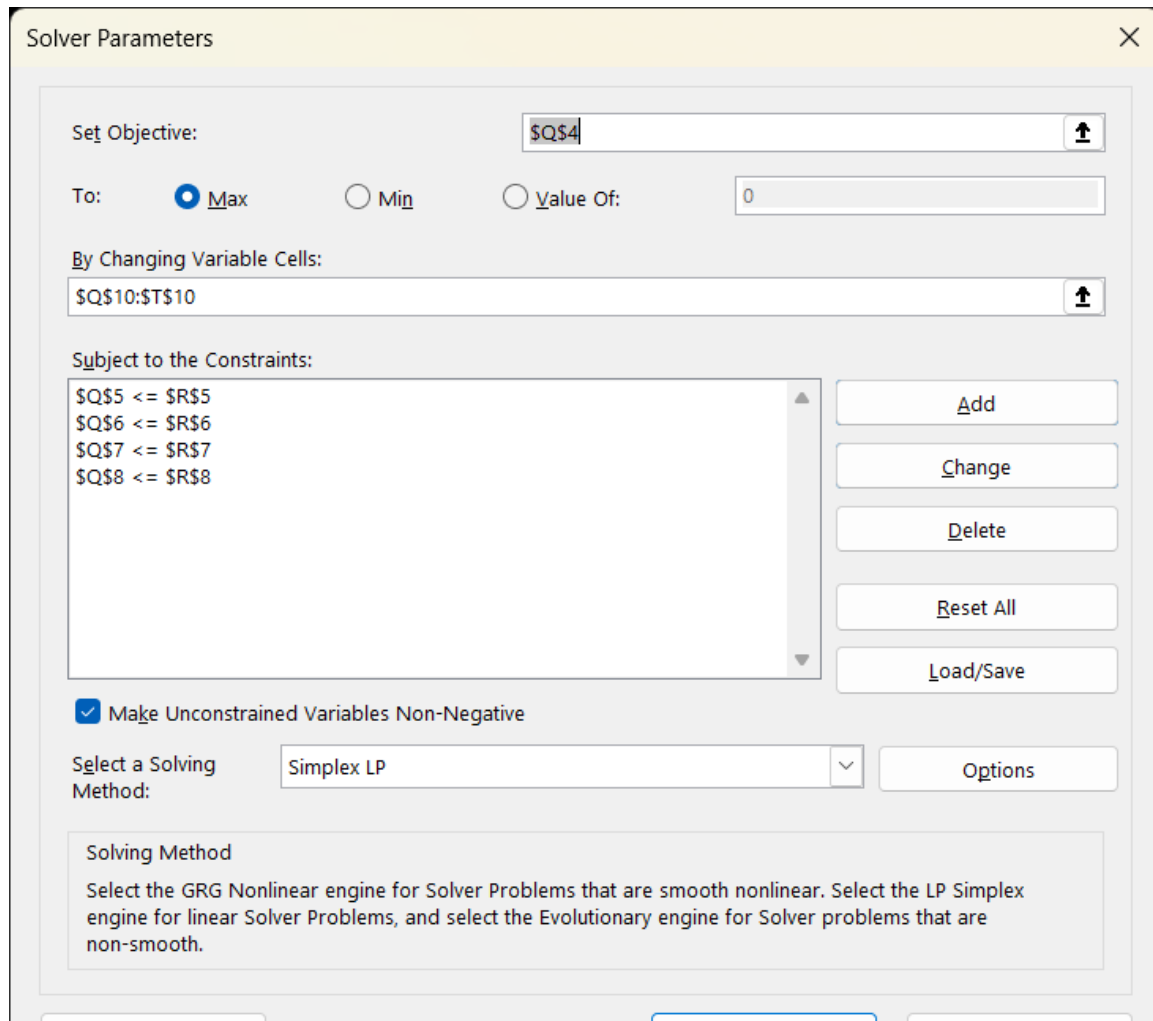 Solver Parameters
Set Objective:
$Q$4
To:
Max
Min
Value Of:
0
By Changing Variable Cells:
$Q$10:$T$10
Subject to the Constraints:
$Q$5 <= $R$5
$Q$6 <= $R$6
$Q$7 <= $R$7
$Q$8 <= $R$8
Add
Change
Delete
Reset All
Load/Save
Make Unconstrained Variables Non-Negative
Select a Solving
Method:
Simplex LP
Options
Solving Method
Select the GRG Nonlinear engine for Solver Problems that are smooth nonlinear. Select the LP Simplex
engine for linear Solver Problems, and select the Evolutionary engine for Solver problems that are
non-smooth.